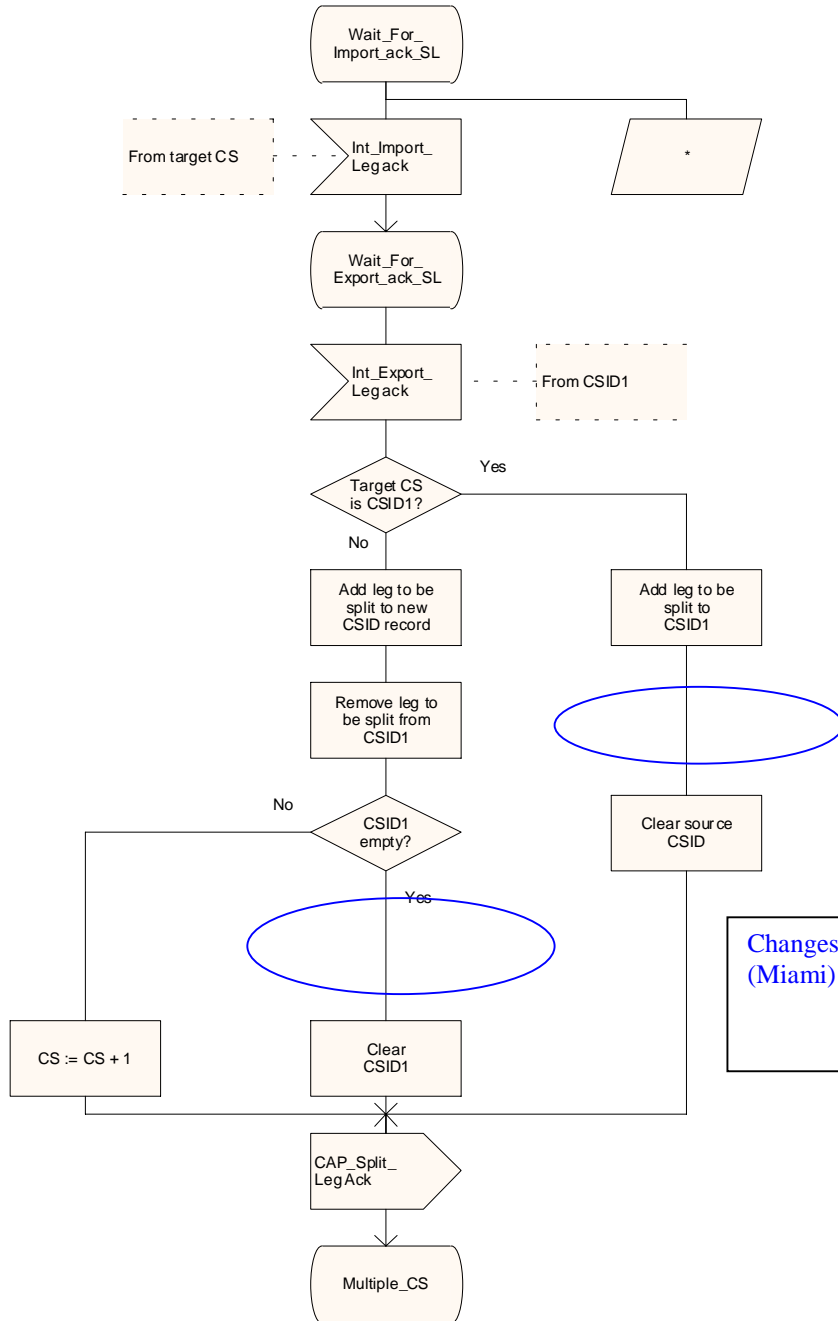 Wait_For_
Import_ack_SL
From target CS
Int_Import_
Leg ack
*
Wait_For_
Export_ack_SL
Int_Export_
Leg ack
From CSID1
Target CS
is CSID1?
Yes
No
Add leg to be
split to new
CSID record
Add leg to be
split to
CSID1
Remove leg to
be split from
CSID1
No
CSID1
empty?
Yes
Clear source
CSID
Changes
(Miami)
CS := CS + 1
Clear
CSID1
CAP_Split_
Leg Ack
Multiple_CS